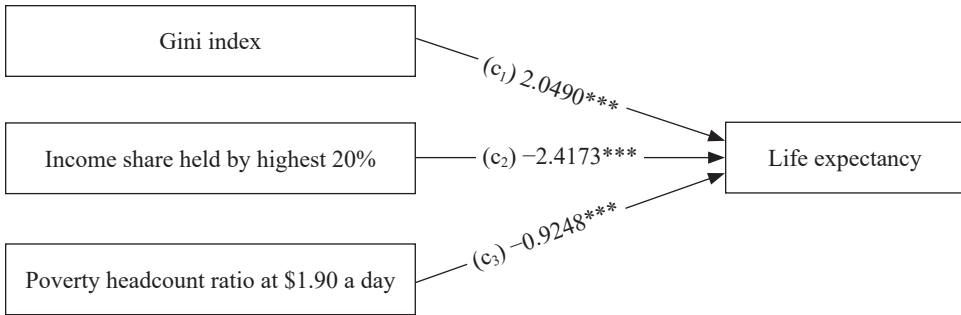 Gini index
(c₁) 2.0490***
Income share held by highest 20%
(c₂) −2.4173***
Life expectancy
Poverty headcount ratio at $1.90 a day
(c₃) −0.9248***